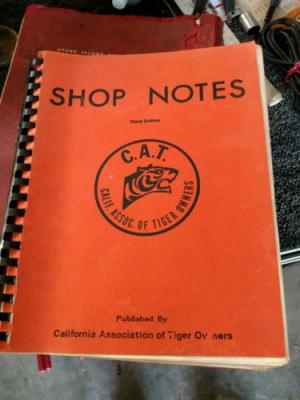 SHOP NOTES
Third Edition
C.A.T.
CALIF. ASSOC. OF TIGER OWNERS
Published By
California Association of Tiger Owners